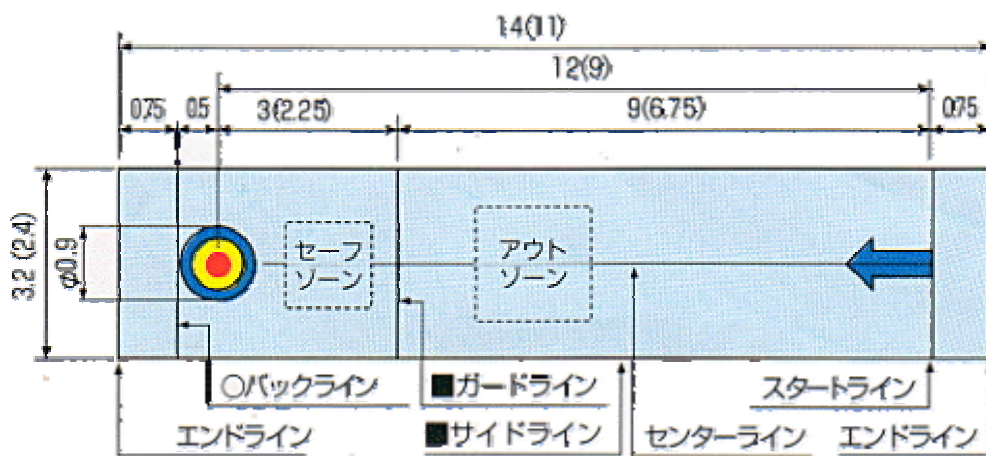 14(11)
12(9)
0.75 0.5 3(2.25) 9(6.75) 0.75
3.2 (2.4)
φ0.9
セーフ
ゾーン
アウト
ゾーン
○バックライン ■ガードライン スタートライン
エンドライン ■サイドライン センターライン エンドライン